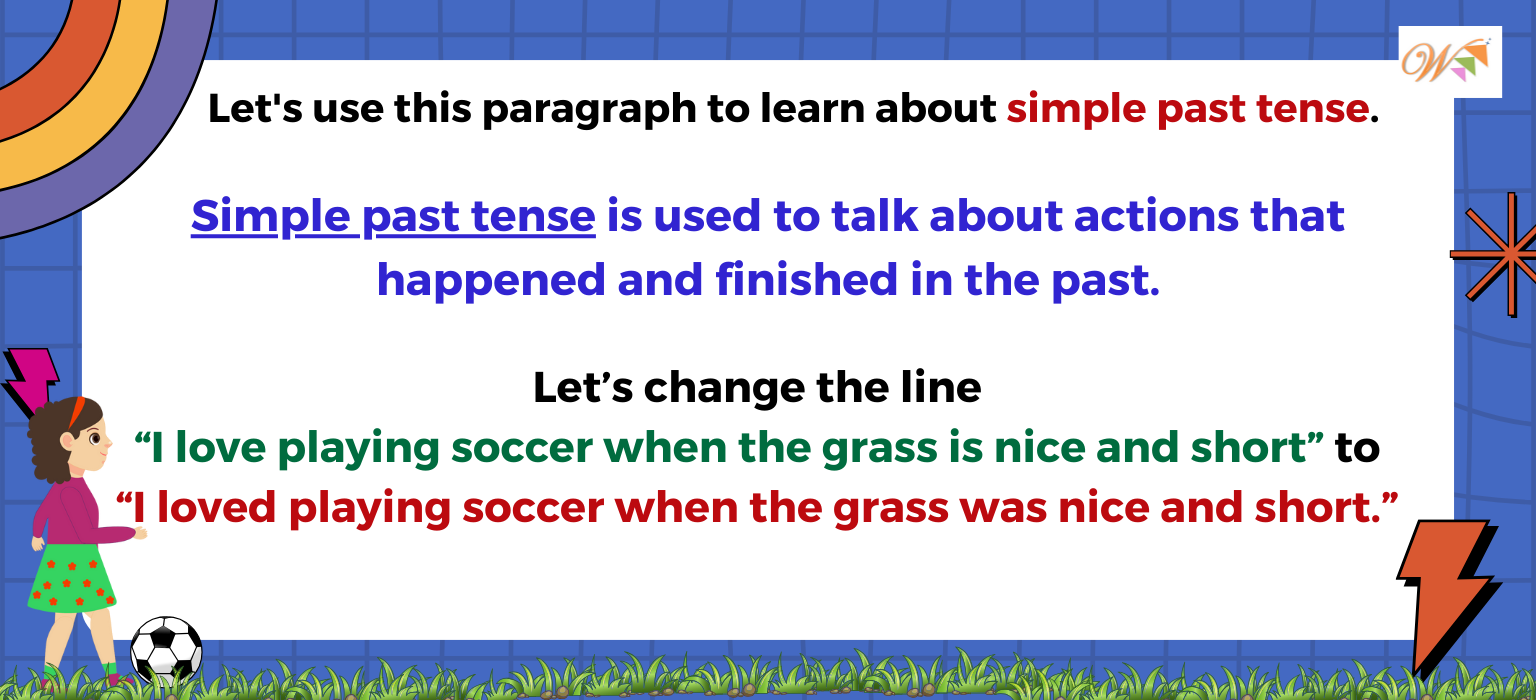 Let's use this paragraph to learn about simple past tense.
Simple past tense is used to talk about actions that
happened and finished in the past.
Let’s change the line
“I love playing soccer when the grass is nice and short” to
“I loved playing soccer when the grass was nice and short.”
W